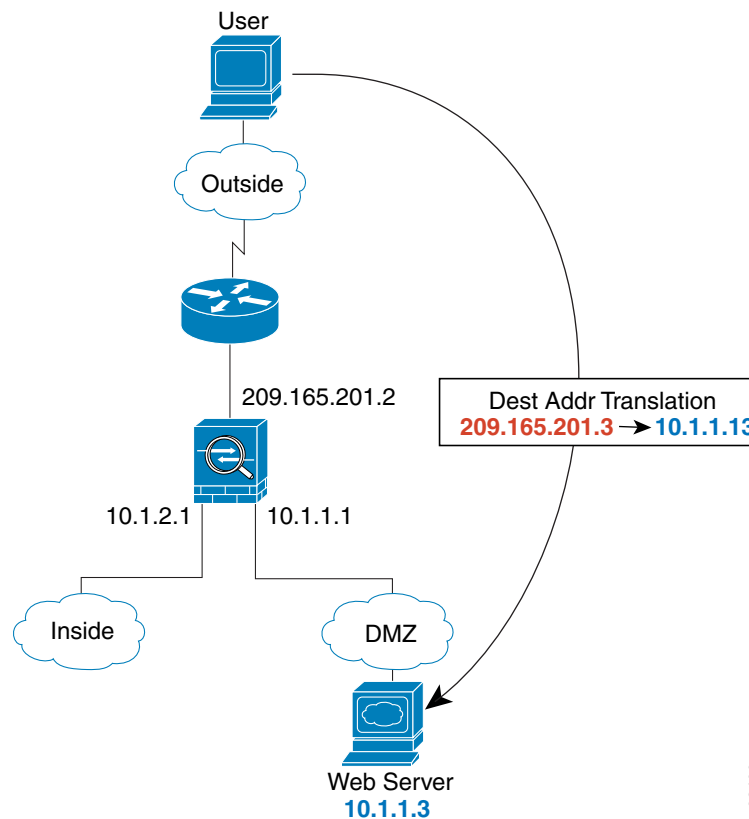 User
Outside
209.165.201.2
Dest Addr Translation
209.165.201.3 10.1.1.13
10.1.2.1 10.1.1.1
Inside
DMZ
Web Server
10.1.1.3